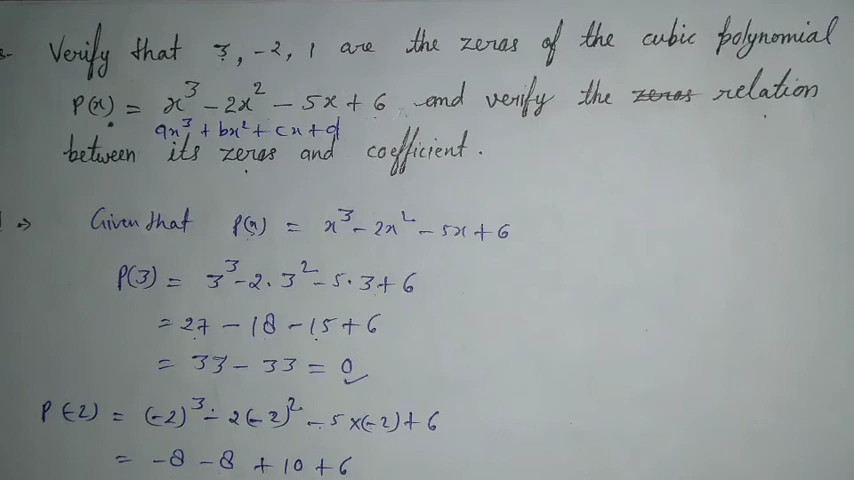 Verify that 3, -2, 1 are the zeros of the cubic polynomial
P(x) = x³ - 2x² - 5x + 6 and verify the zeros relation
ax³ + bx² + cx + d
between its zeros and coefficient.
⇒ Given that P(x) = x³ - 2x² - 5x + 6
P(3) = 3³ - 2·3² - 5·3 + 6
= 27 - 18 - 15 + 6
= 33 - 33 = 0
P(-2) = (-2)³ - 2(-2)² - 5×(-2) + 6
= -8 - 8 + 10 + 6